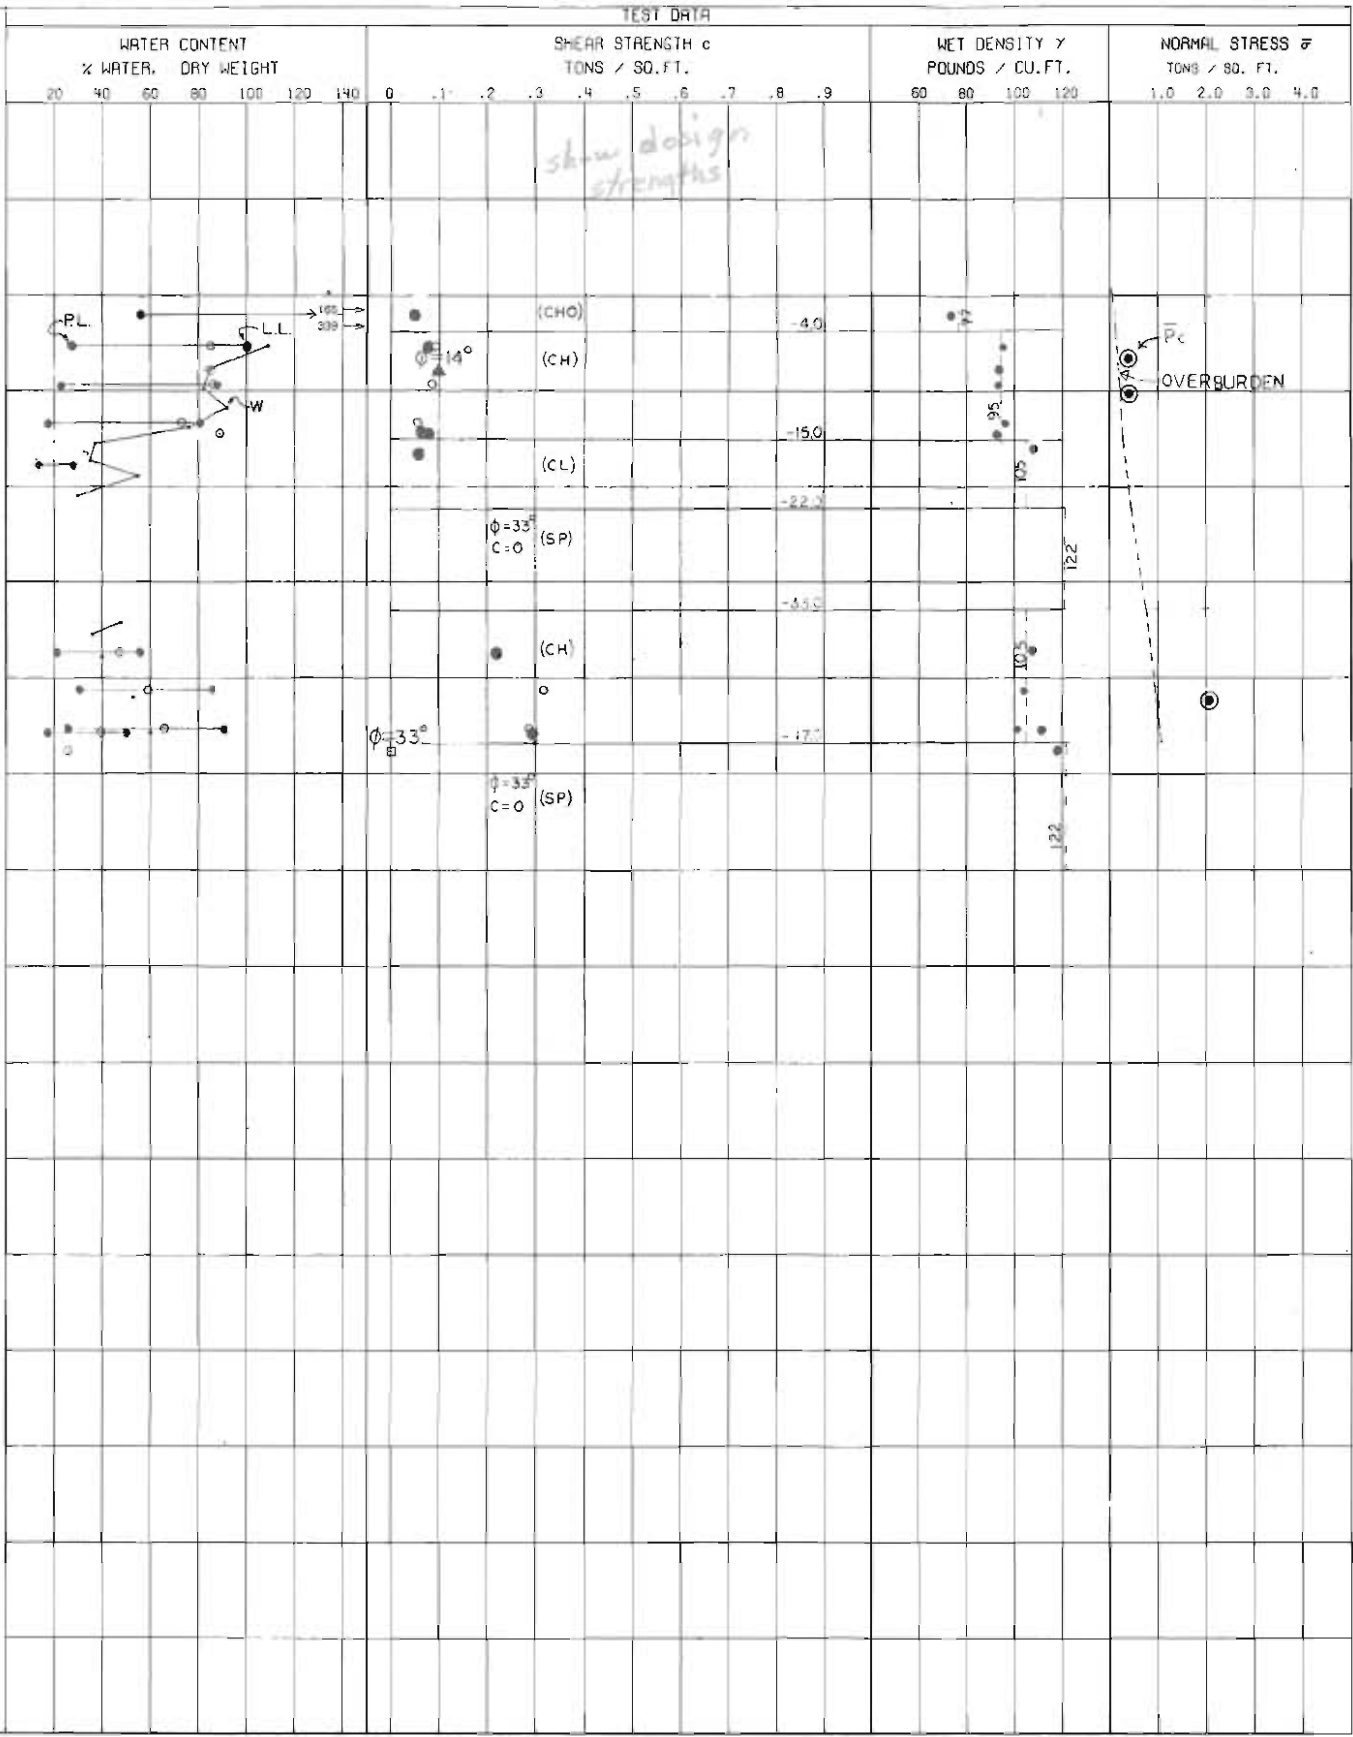 TEST DATA
WATER CONTENT
% WATER, DRY WEIGHT
20 40 60 80 100 120 140
SHEAR STRENGTH c
TONS / SQ.FT.
0 .1 .2 .3 .4 .5 .6 .7 .8 .9
WET DENSITY γ
POUNDS / CU.FT.
60 80 100 120
NORMAL STRESS σ̅
TONS / SQ. FT.
1.0 2.0 3.0 4.0
show design
strengths
165
309
(CHO)
-4.0
77
P.L.
L.L.
φ=14°
(CH)
P̅c
OVERBURDEN
W
95
-15.0
(CL)
105
-22.0
φ=33°
C=0
(SP)
122
(CH)
105
φ=33°
φ=33°
C=0
(SP)
122